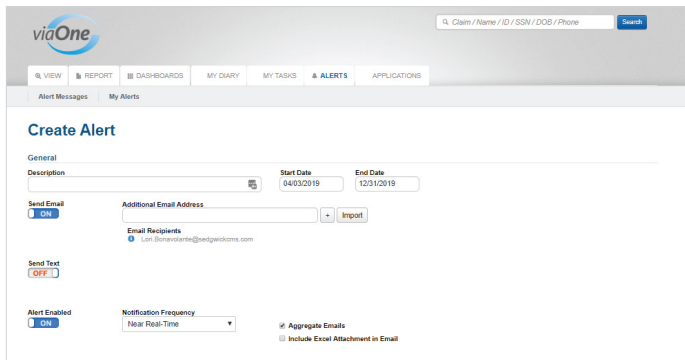 viaOne
Claim / Name / ID / SSN / DOB / Phone
Search
VIEW
REPORT
DASHBOARDS
MY DIARY
MY TASKS
ALERTS
APPLICATIONS
Alert Messages
My Alerts
Create Alert
General
Description
Start Date
End Date
04/03/2019
12/31/2019
Send Email
Additional Email Address
ON
+
Import
Email Recipients
Lori.Bonavolante@sedgwickcms.com
Send Text
OFF
Alert Enabled
Notification Frequency
ON
Near Real-Time
Aggregate Emails
Include Excel Attachment in Email